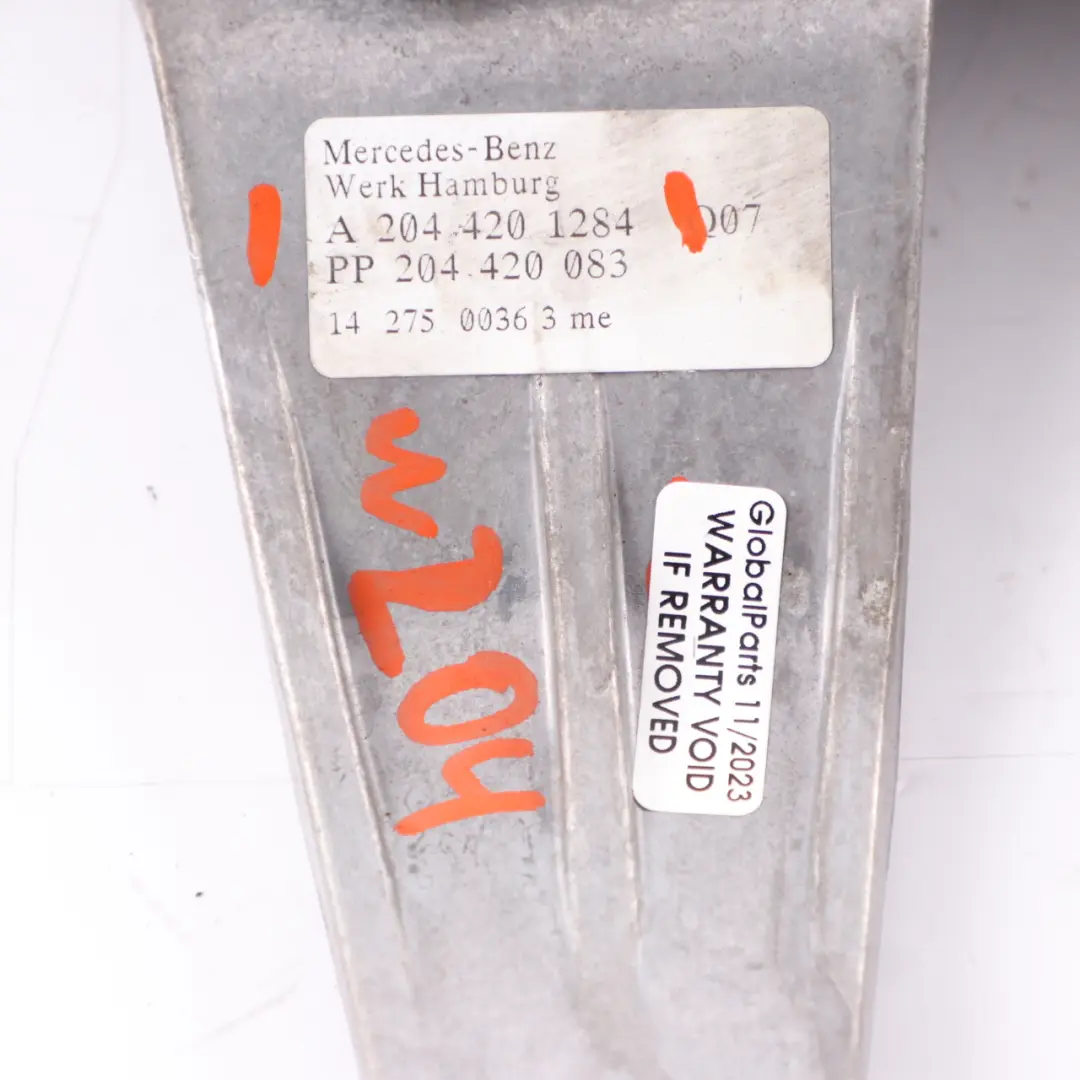 Mercedes-Benz
Werk Hamburg
A 204 420 1284 Q07
PP 204 420 083
14 275 0036 3 me
w204
GlobalParts 11/2023
WARRANTY VOID
IF REMOVED